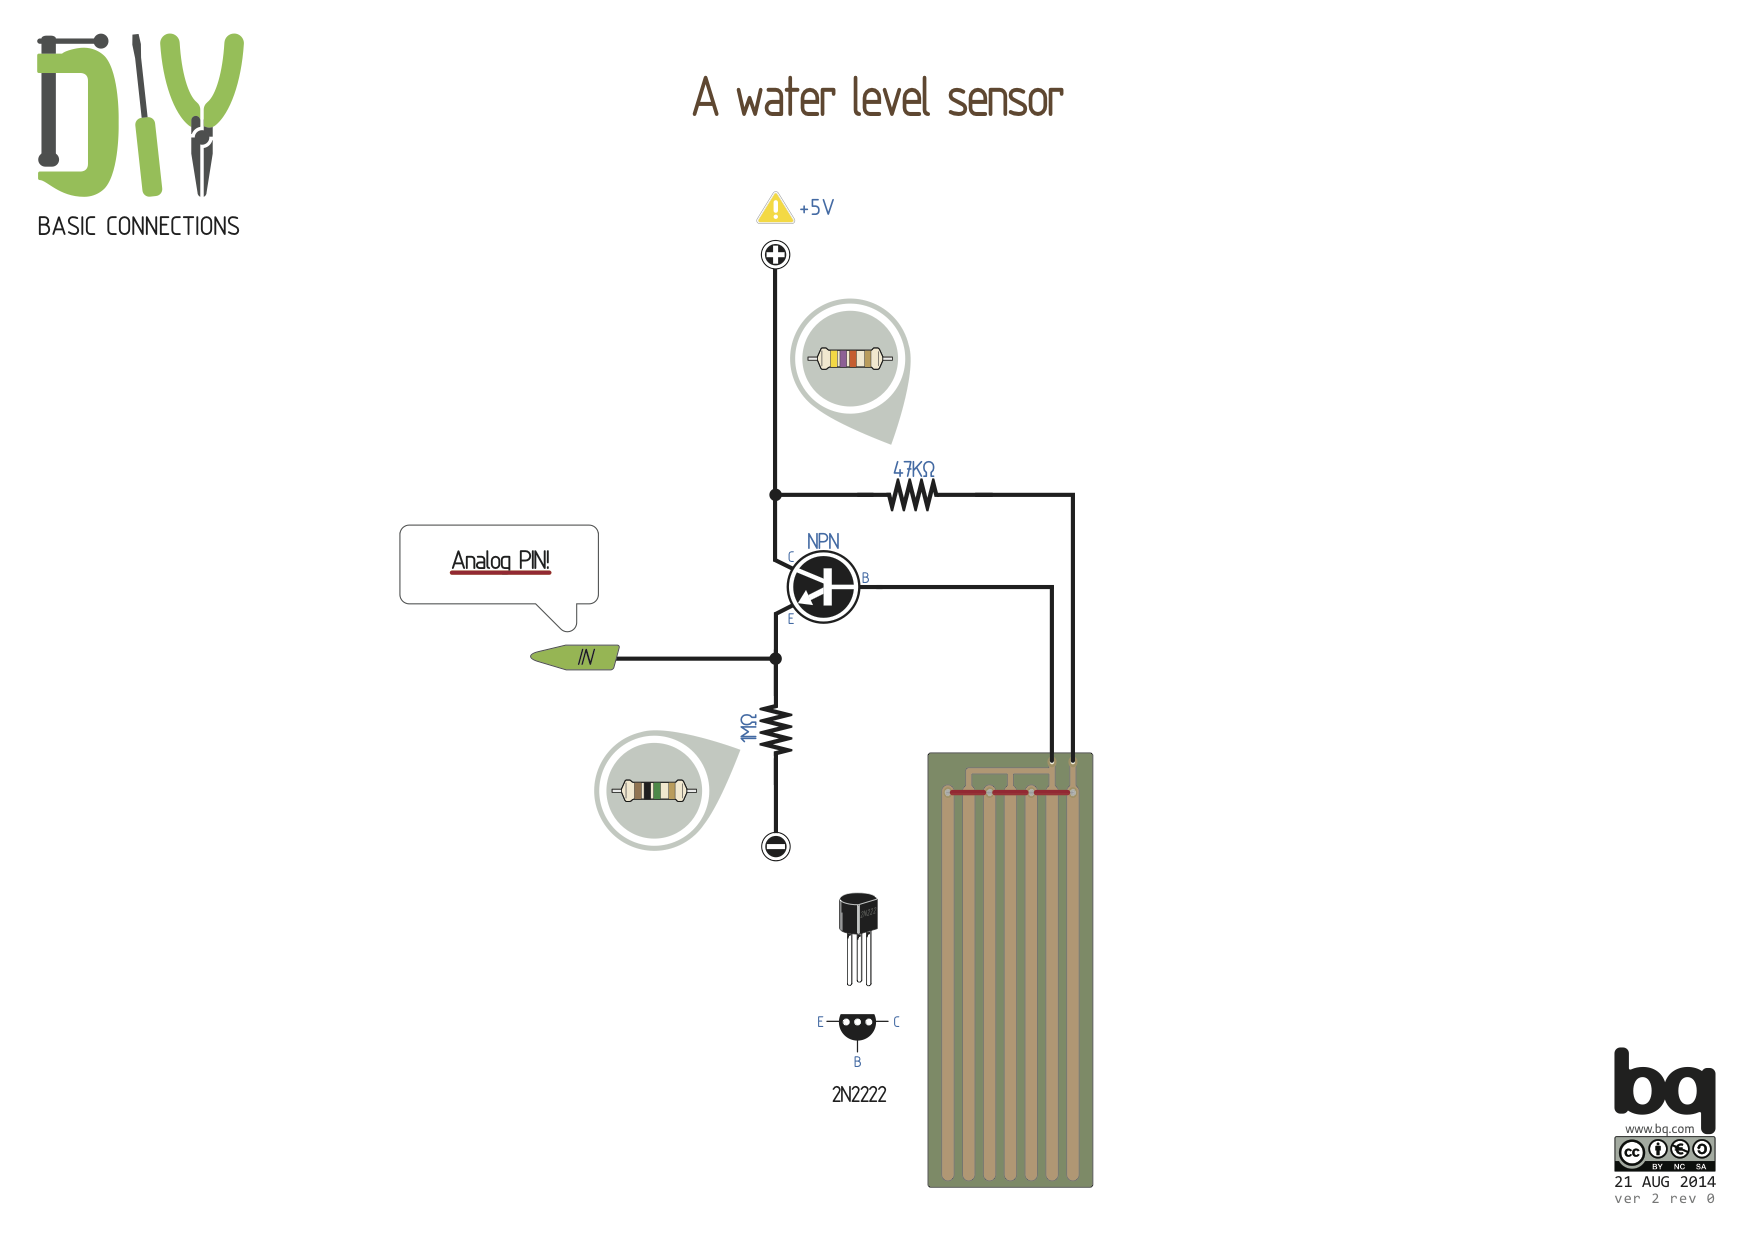 DIY
BASIC CONNECTIONS
A water level sensor
+5V
47KΩ
Analog PIN!
NPN
C
B
E
IN
1MΩ
2N2222
E
C
B
2N2222
bq
www.bq.com
cc
BY NC SA
21 AUG 2014
ver 2 rev 0